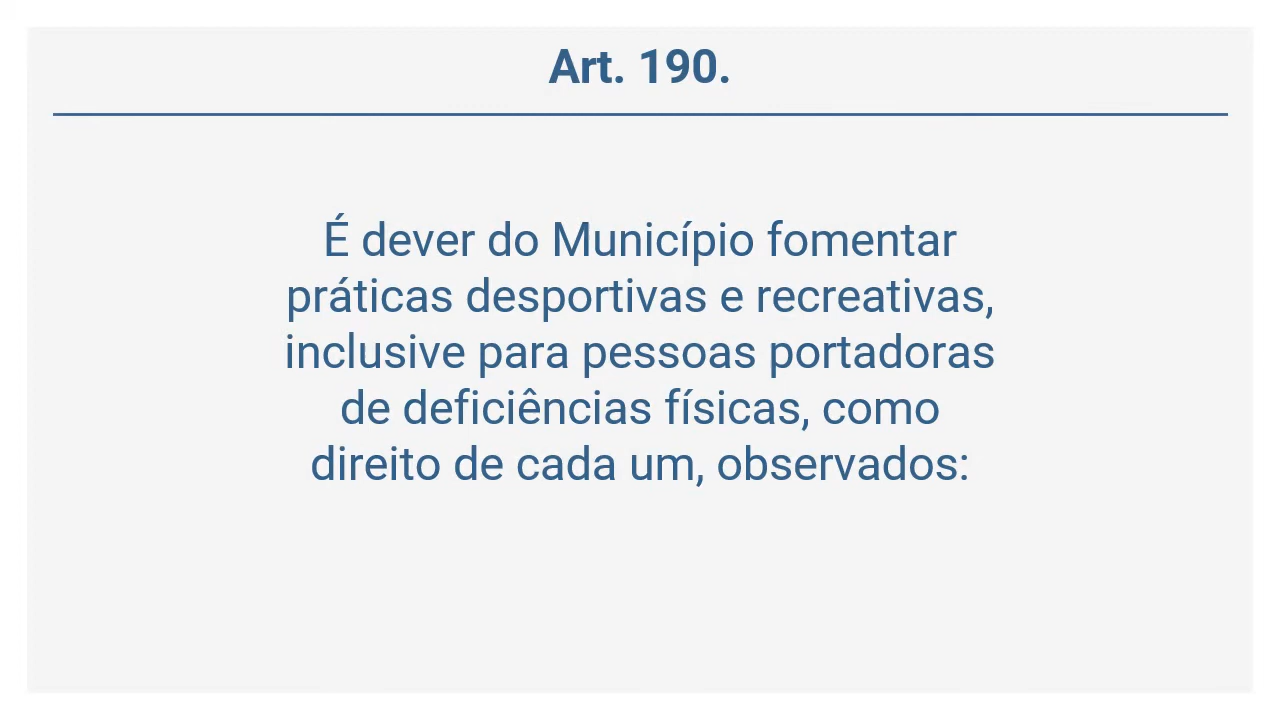 Art. 190.
É dever do Município fomentar
práticas desportivas e recreativas,
inclusive para pessoas portadoras
de deficiências físicas, como
direito de cada um, observados: